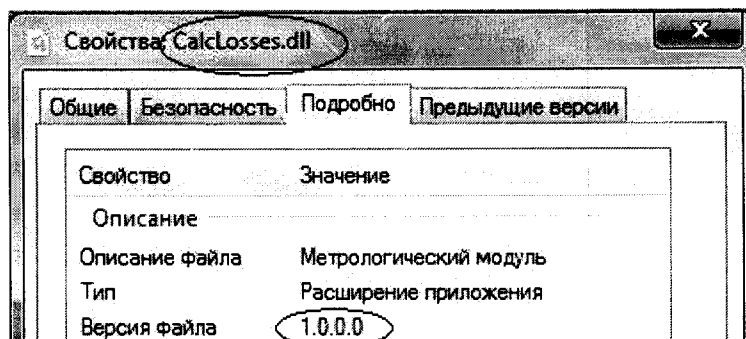 Свойства: CalcLosses.dll
Общие Безопасность Подробно Предыдущие версии
Свойство Значение
Описание
Описание файла Метрологический модуль
Тип Расширение приложения
Версия файла 1.0.0.0